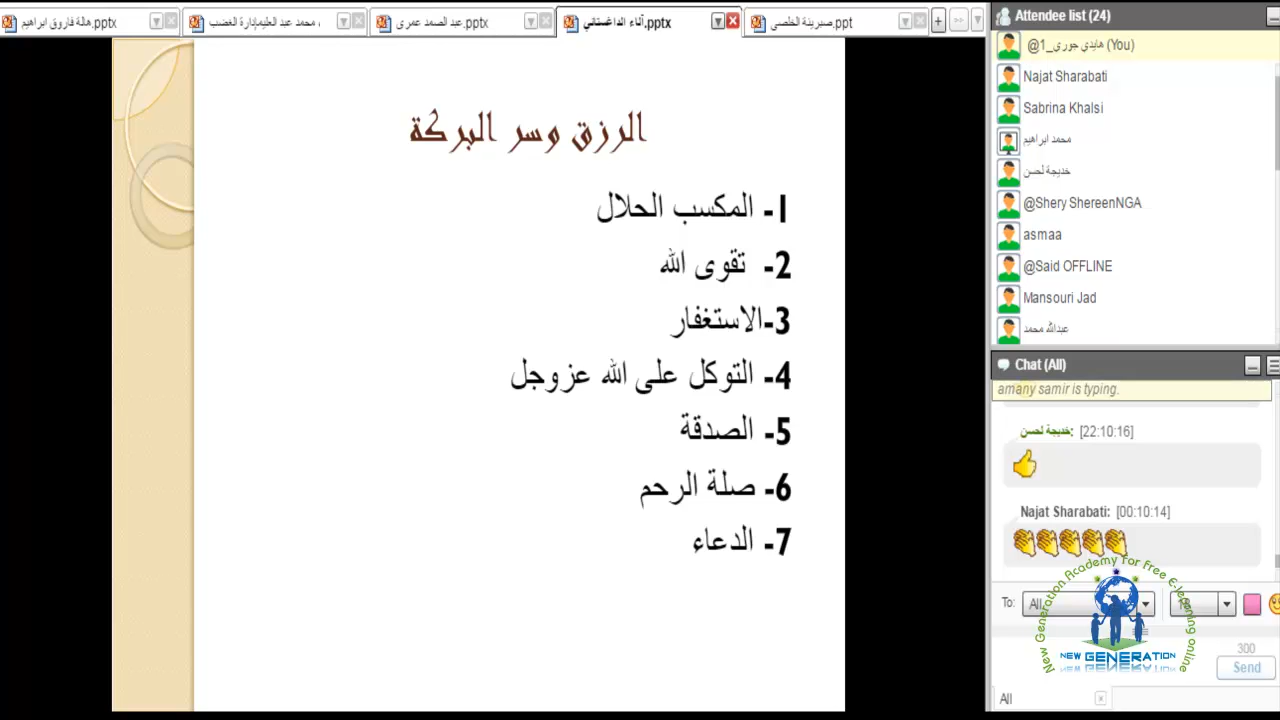 هالة فاروق ابراهيم.pptx
محمد عبد العليم|إدارة الغضب
عبد الصمد عمرى.pptx
ألاء الداغستاني.pptx
صبرينة الخلصي.ppt
Attendee list (24)
@1_هايدي جورى (You)
Najat Sharabati
Sabrina Khalsi
محمد ابراهيم
خديجة لحسن
@Shery ShereenNGA
asmaa
@Said OFFLINE
Mansouri Jad
عبدالله محمد
الرزق وسر البركة
1- المكسب الحلال
2- تقوى الله
3-الاستغفار
4- التوكل على الله عزوجل
5- الصدقة
6- صلة الرحم
7- الدعاء
Chat (All)
amany samir is typing.
خديجة لحسن: [22:10:16]
Najat Sharabati: [00:10:14]
To: All
300
Send
All
New Generation Academy For Free E-learning online
NEW GENERATION